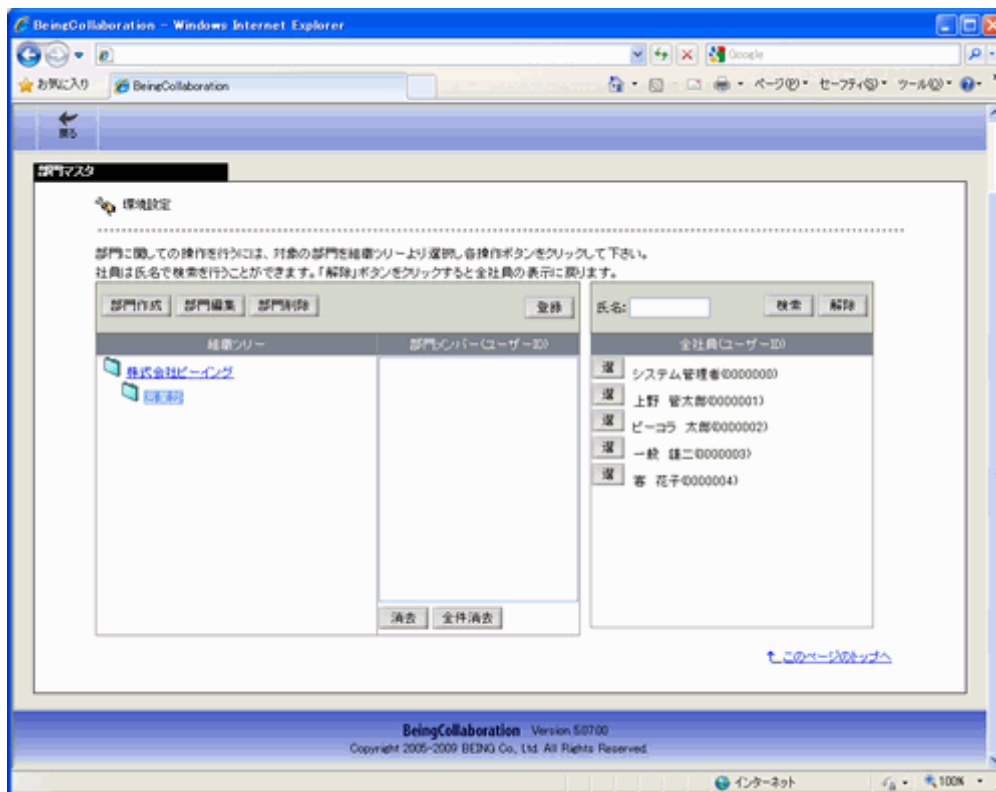 BeingCollaboration - Windows Internet Explorer
Google
お気に入り
BeingCollaboration
ページ(P)
セーフティ(S)
ツール(O)
戻る
部門マスタ
環境設定
部門に関しての操作を行うには、対象の部門を組織ツリーより選択し各操作ボタンをクリックして下さい。
社員は氏名で検索を行うことができます。「解除」ボタンをクリックすると全社員の表示に戻ります。
部門作成 部門編集 部門削除 登録
氏名: 検索 解除
組織ツリー 部門メンバー(ユーザーID)
全社員(ユーザーID)
株式会社ビーイング
選 システム管理者(0000000)
選 上野 管太郎(0000001)
選 ビーコラ 太郎(0000002)
選 一般 謙二(0000003)
選 客 花子(0000004)
消去 全件消去
このページのトップへ
BeingCollaboration Version 5.07.00
Copyright 2005-2009 BEING Co., Ltd. All Rights Reserved.
インターネット
100%